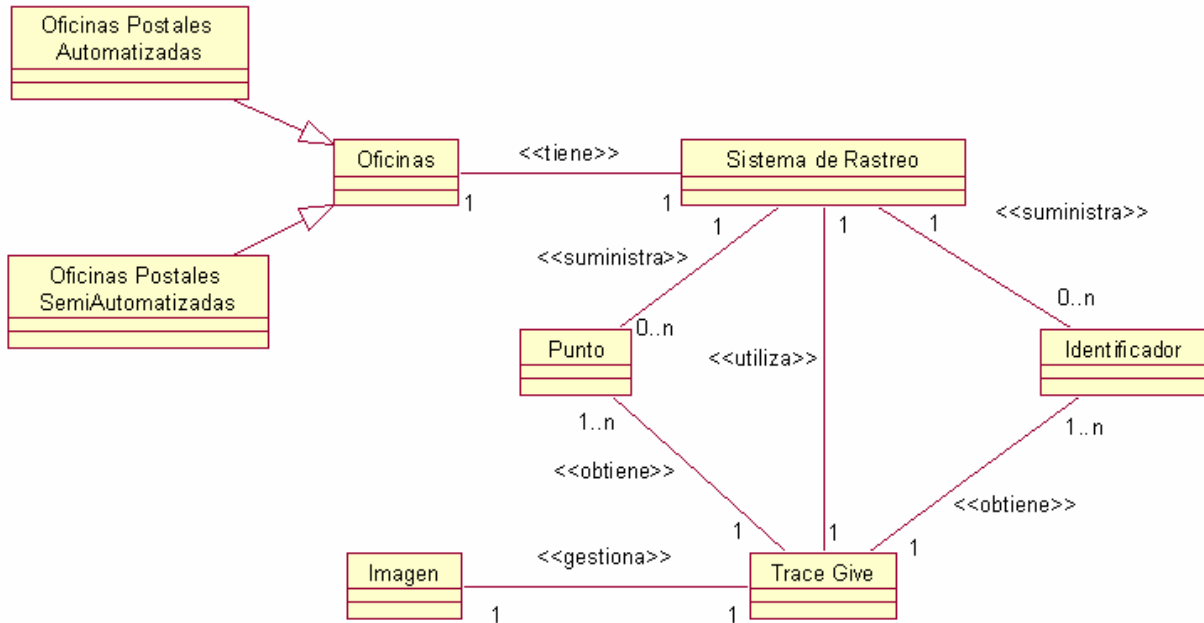 Oficinas Postales
Automatizadas
Oficinas
<<tiene>>
1
1
Sistema de Rastreo
Oficinas Postales
SemiAutomatizadas
1
1
1
<<suministra>>
<<suministra>>
0..n
0..n
Punto
<<utiliza>>
Identificador
1..n
1..n
<<obtiene>>
<<obtiene>>
1
1
1
Imagen
<<gestiona>>
1
1
Trace Give